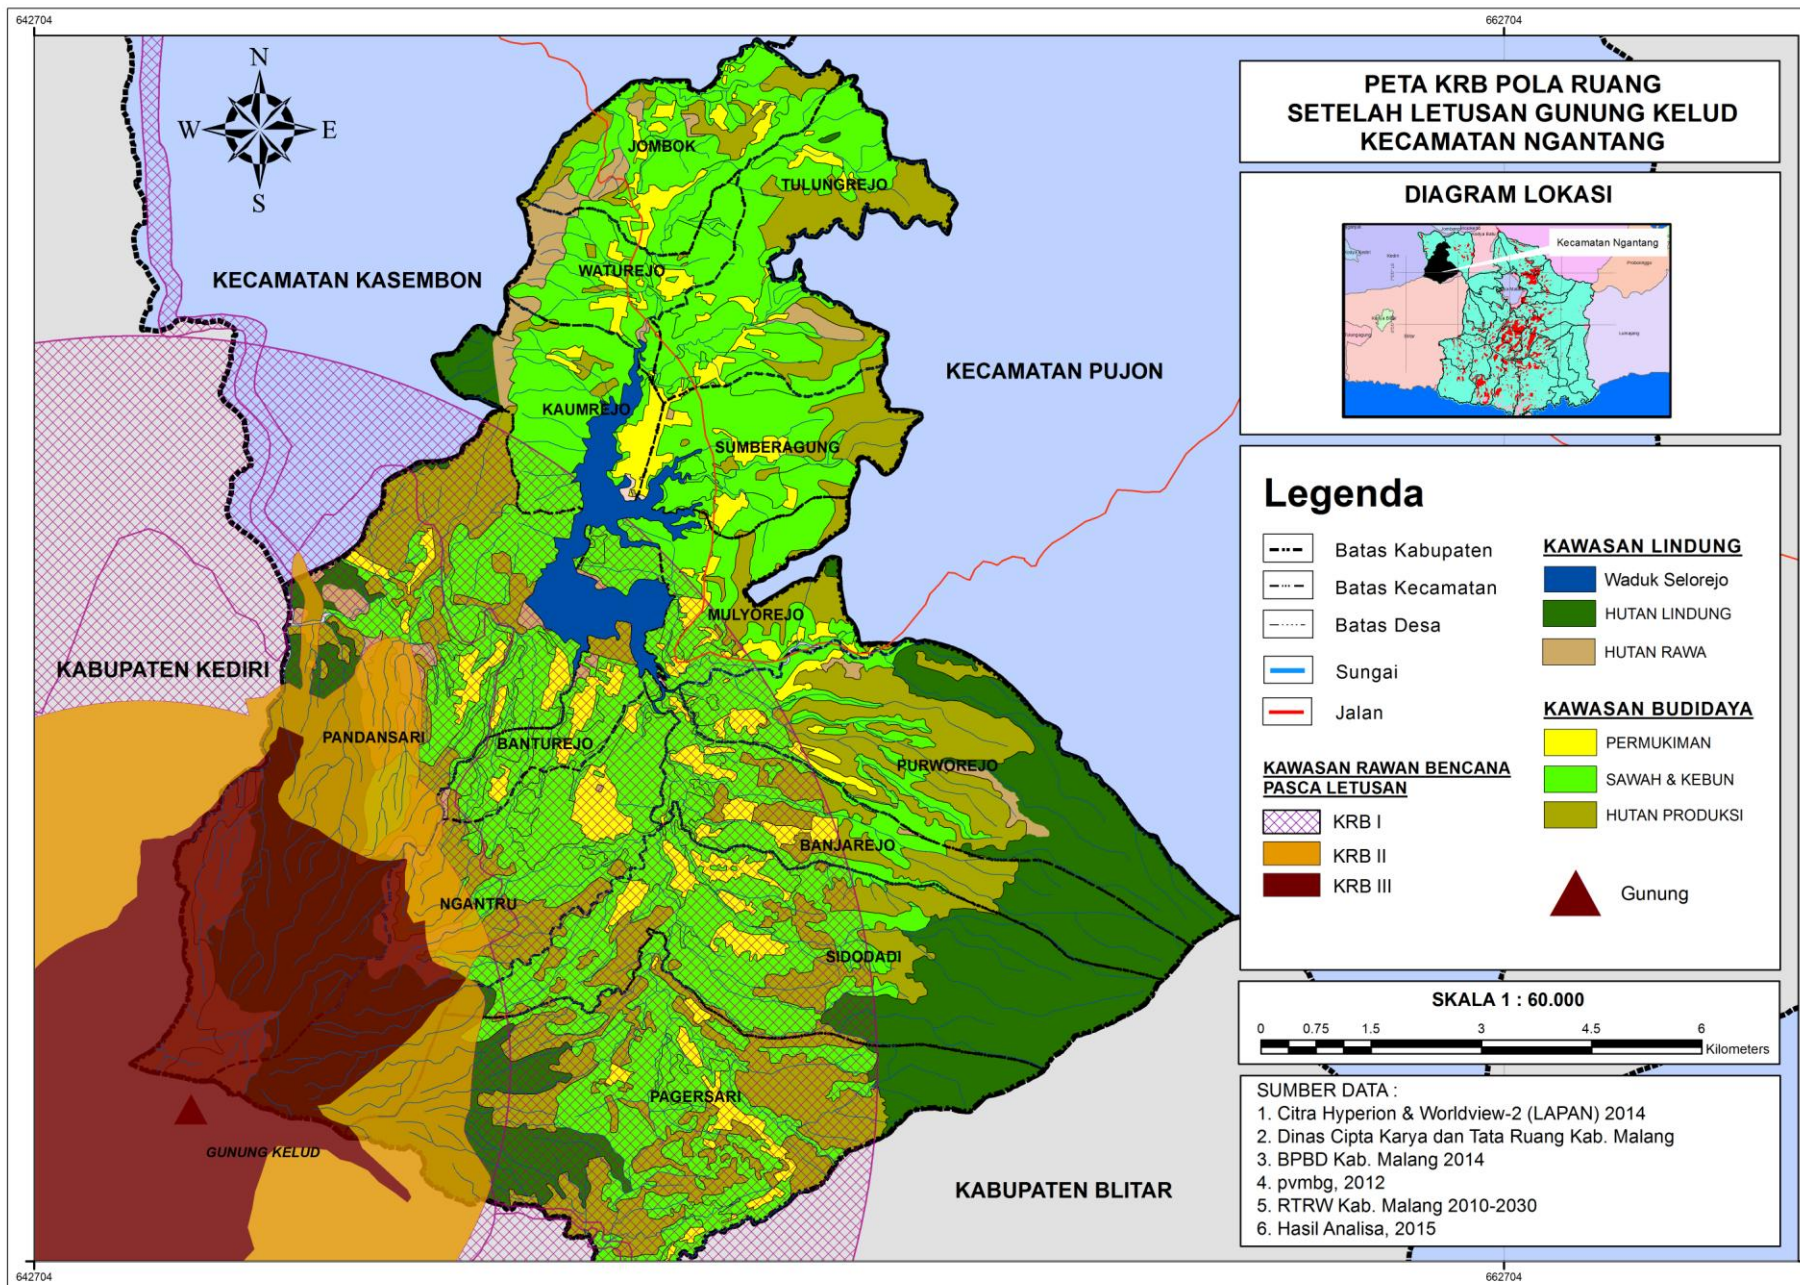 642704
662704
N
W
E
S
PETA KRB POLA RUANG
SETELAH LETUSAN GUNUNG KELUD
KECAMATAN NGANTANG
DIAGRAM LOKASI
Kecamatan Ngantang
JOMBOK
TULUNGREJO
KECAMATAN KASEMBON
WATUREJO
KECAMATAN PUJON
KAUMREJO
SUMBERAGUNG
MULYOREJO
KABUPATEN KEDIRI
PANDANSARI
BANTUREJO
PURWOREJO
BANJAREJO
NGANTRU
SIDODADI
PAGERSARI
GUNUNG KELUD
KABUPATEN BLITAR
Legenda
Batas Kabupaten
Batas Kecamatan
Batas Desa
Sungai
Jalan
KAWASAN RAWAN BENCANA
PASCA LETUSAN
KRB I
KRB II
KRB III
KAWASAN LINDUNG
Waduk Selorejo
HUTAN LINDUNG
HUTAN RAWA
KAWASAN BUDIDAYA
PERMUKIMAN
SAWAH & KEBUN
HUTAN PRODUKSI
Gunung
SKALA 1 : 60.000
0 0.75 1.5 3 4.5 6
Kilometers
SUMBER DATA :
1. Citra Hyperion & Worldview-2 (LAPAN) 2014
2. Dinas Cipta Karya dan Tata Ruang Kab. Malang
3. BPBD Kab. Malang 2014
4. pvmbg, 2012
5. RTRW Kab. Malang 2010-2030
6. Hasil Analisa, 2015
642704
662704